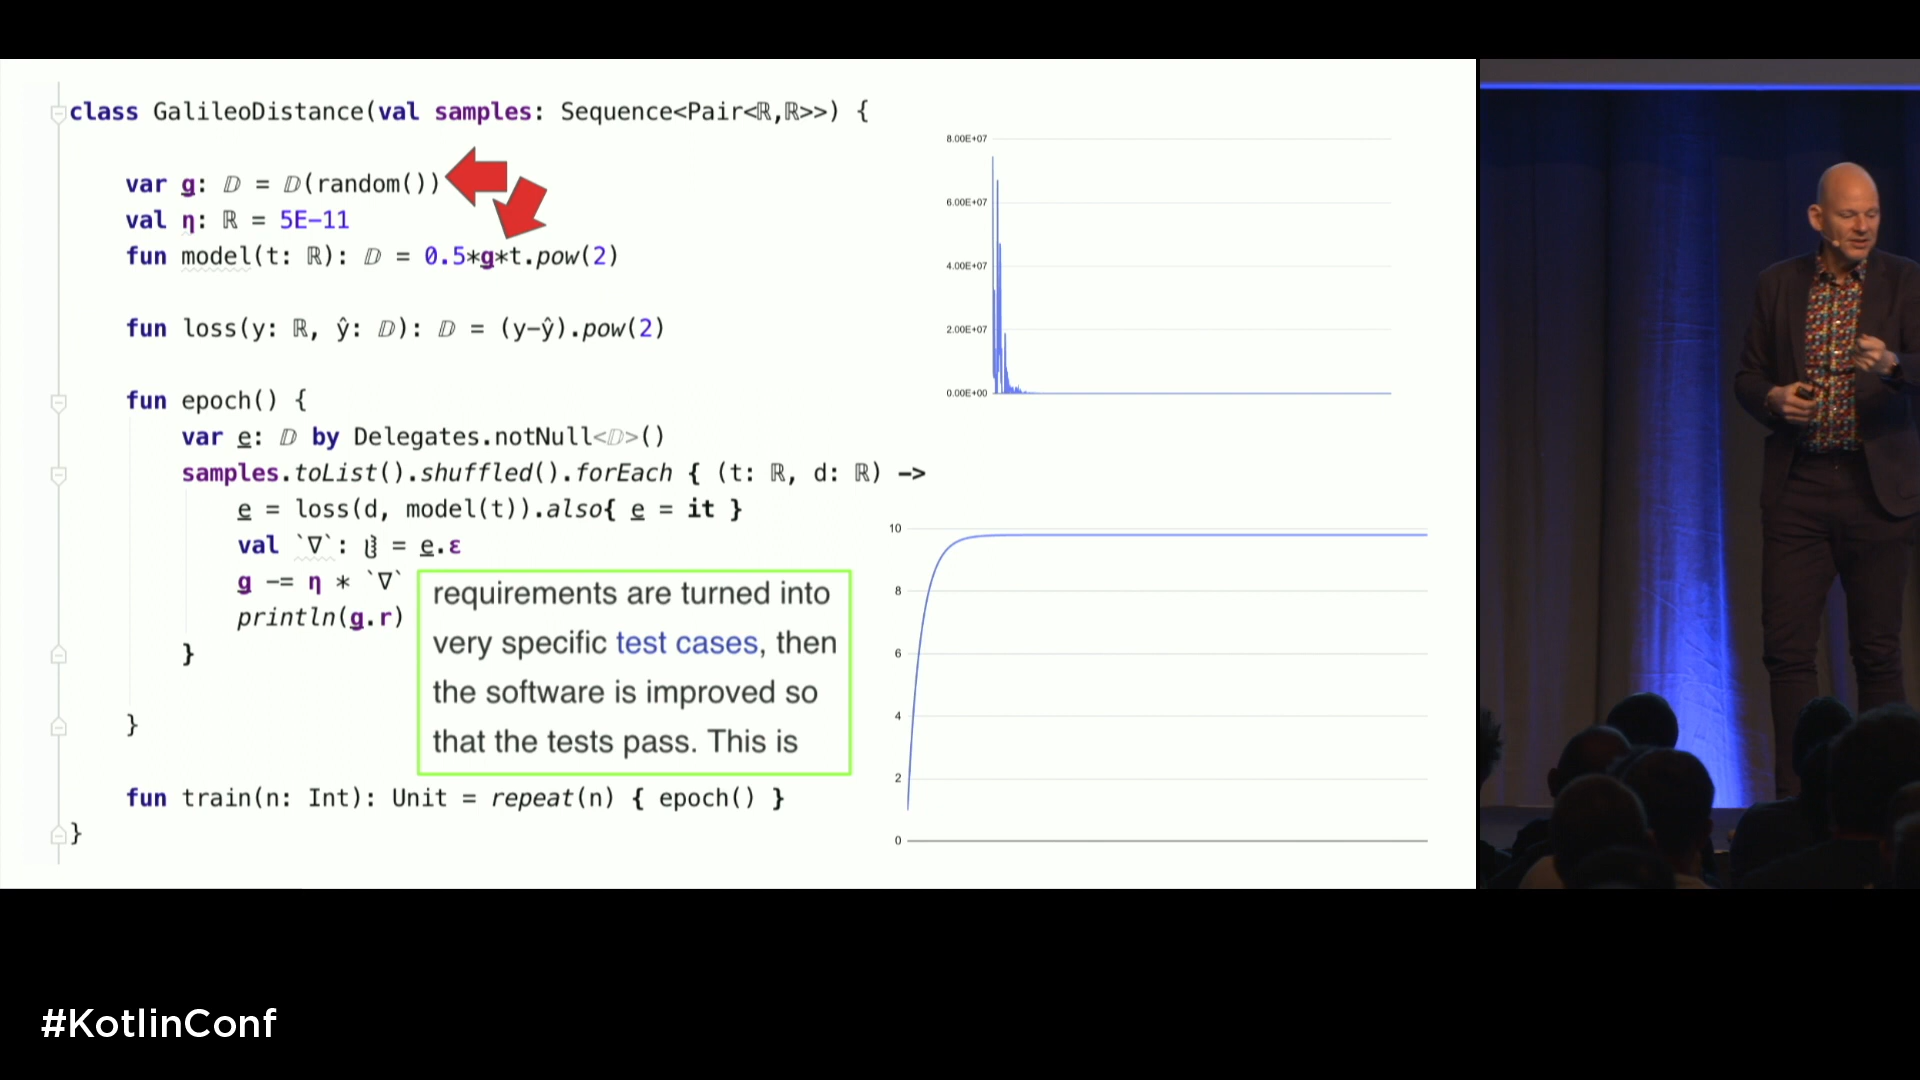 class GalileoDistance(val samples: Sequence<Pair<ℝ,ℝ>>) {
var g: 𝔻 = 𝔻(random())
val η: ℝ = 5E-11
fun model(t: ℝ): 𝔻 = 0.5*g*t.pow(2)
fun loss(y: ℝ, ŷ: 𝔻): 𝔻 = (y-ŷ).pow(2)
fun epoch() {
var e: 𝔻 by Delegates.notNull<𝔻>()
samples.toList().shuffled().forEach { (t: ℝ, d: ℝ) ->
e = loss(d, model(t)).also{ e = it }
val `∇`: = e.ε
g -= η * `∇`
println(g.r)
}
}
fun train(n: Int): Unit = repeat(n) { epoch() }
}
requirements are turned into
very specific test cases, then
the software is improved so
that the tests pass. This is
8.00E+07
6.00E+07
4.00E+07
2.00E+07
0.00E+00
10
8
6
4
2
0
#KotlinConf